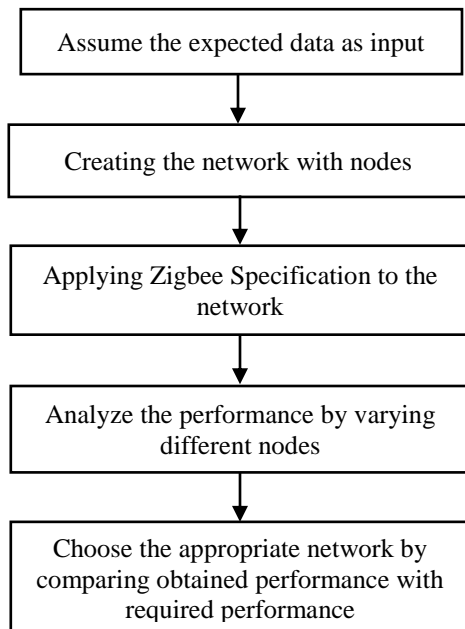 Assume the expected data as input
Creating the network with nodes
Applying Zigbee Specification to the
network
Analyze the performance by varying
different nodes
Choose the appropriate network by
comparing obtained performance with
required performance